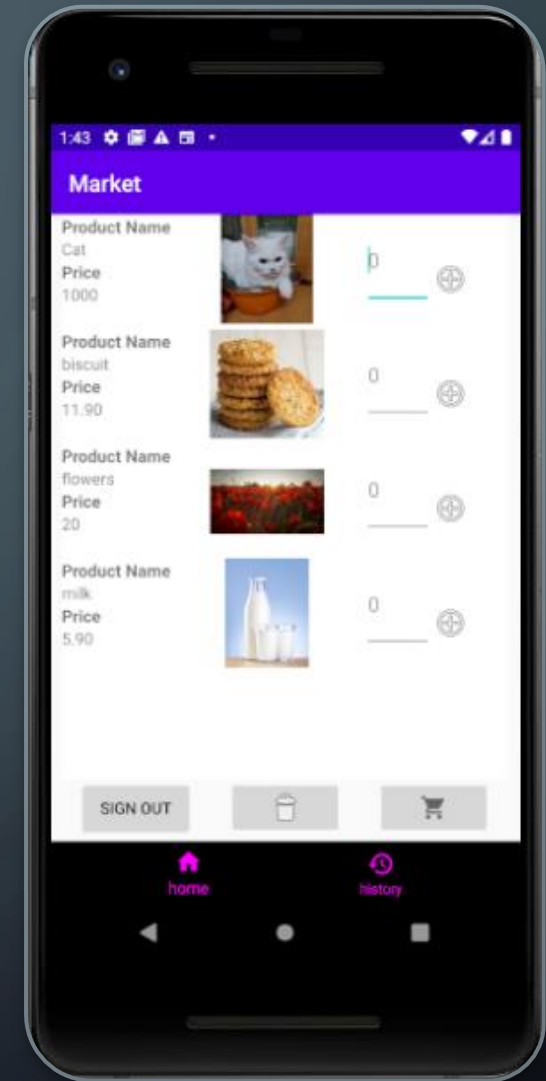 1:43
Market
Product Name
Cat
Price
1000
0
Product Name
biscuit
Price
11.90
0
Product Name
flowers
Price
20
0
Product Name
milk
Price
5.90
0
SIGN OUT
home
history